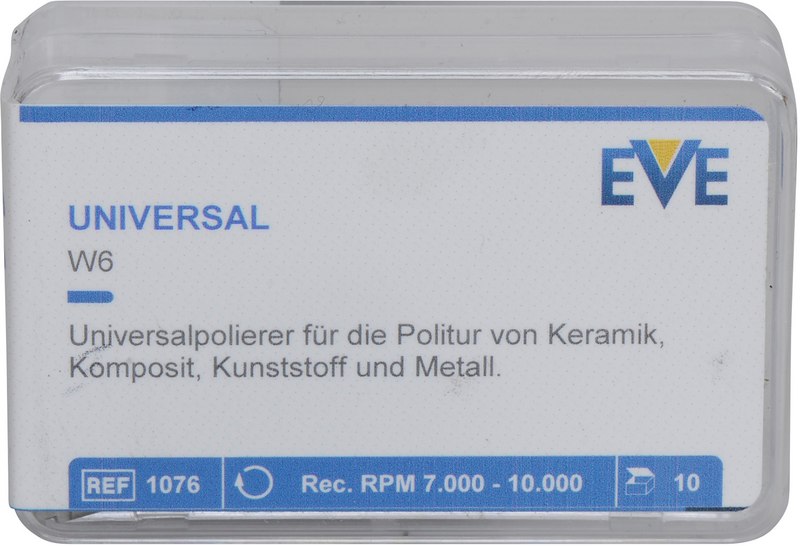 EVE
UNIVERSAL
W6
Universalpolierer für die Politur von Keramik,
Komposit, Kunststoff und Metall.
REF 1076 Rec. RPM 7.000 - 10.000 10